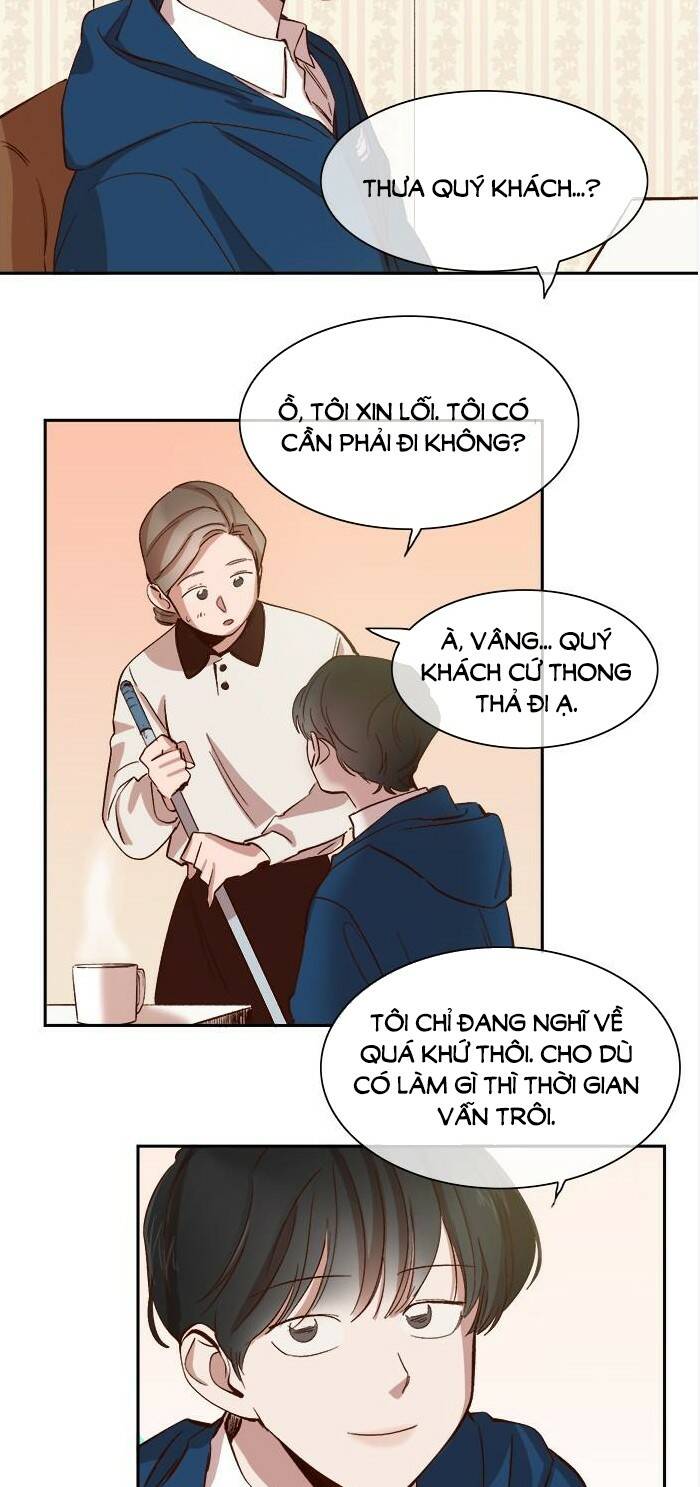 THƯA QUÝ KHÁCH...?
Ồ, TÔI XIN LỖI. TÔI CÓ
CẦN PHẢI ĐI KHÔNG?
À, VÂNG... QUÝ
KHÁCH CỨ THONG
THẢ ĐI Ạ.
TÔI CHỈ ĐANG NGHĨ VỀ
QUÁ KHỨ THÔI. CHO DÙ
CÓ LÀM GÌ THÌ THỜI GIAN
VẪN TRÔI.